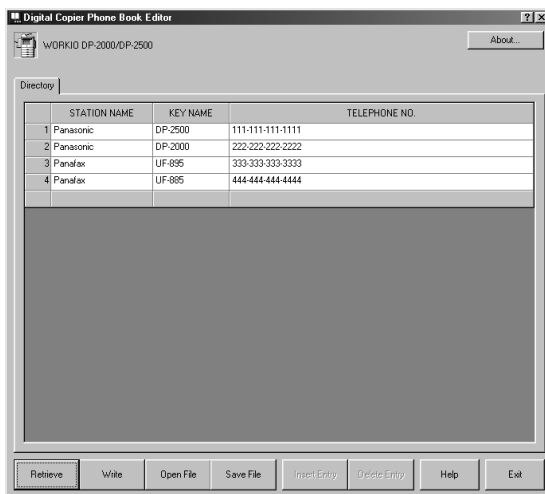 Digital Copier Phone Book Editor
WORKIO DP-2000/DP-2500
About...
Directory
STATION NAME KEY NAME TELEPHONE NO.
1 Panasonic DP-2500 111-111-111-1111
2 Panasonic DP-2000 222-222-222-2222
3 Panafax UF-895 333-333-333-3333
4 Panafax UF-885 444-444-444-4444
Retrieve Write Open File Save File Insert Entry Delete Entry Help Exit